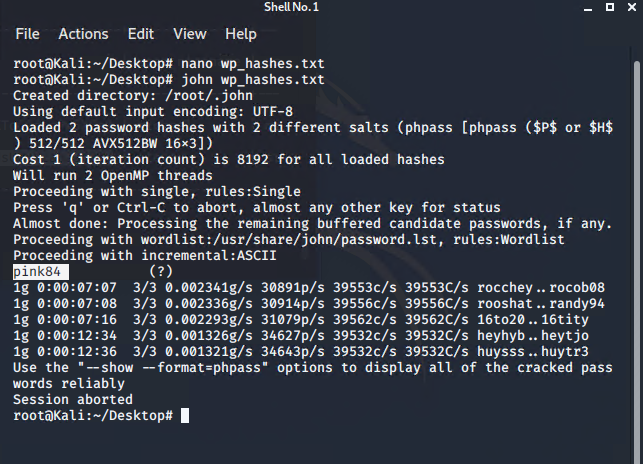 Shell No. 1
File Actions Edit View Help
root@Kali:~/Desktop# nano wp_hashes.txt
root@Kali:~/Desktop# john wp_hashes.txt
Created directory: /root/.john
Using default input encoding: UTF-8
Loaded 2 password hashes with 2 different salts (phpass [phpass ($P$ or $H$
) 512/512 AVX512BW 16×3])
Cost 1 (iteration count) is 8192 for all loaded hashes
Will run 2 OpenMP threads
Proceeding with single, rules:Single
Press 'q' or Ctrl-C to abort, almost any other key for status
Almost done: Processing the remaining buffered candidate passwords, if any.
Proceeding with wordlist:/usr/share/john/password.lst, rules:Wordlist
Proceeding with incremental:ASCII
pink84 (?)
1g 0:00:07:07 3/3 0.002341g/s 30891p/s 39553c/s 39553C/s rocchey..rocob08
1g 0:00:07:08 3/3 0.002336g/s 30914p/s 39556c/s 39556C/s rooshat..randy94
1g 0:00:07:16 3/3 0.002293g/s 31079p/s 39562c/s 39562C/s 16to20..16tity
1g 0:00:12:34 3/3 0.001326g/s 34627p/s 39532c/s 39532C/s heyhyb..heytjo
1g 0:00:12:36 3/3 0.001321g/s 34643p/s 39532c/s 39532C/s huysss..huytr3
Use the "--show --format=phpass" options to display all of the cracked pass
words reliably
Session aborted
root@Kali:~/Desktop#